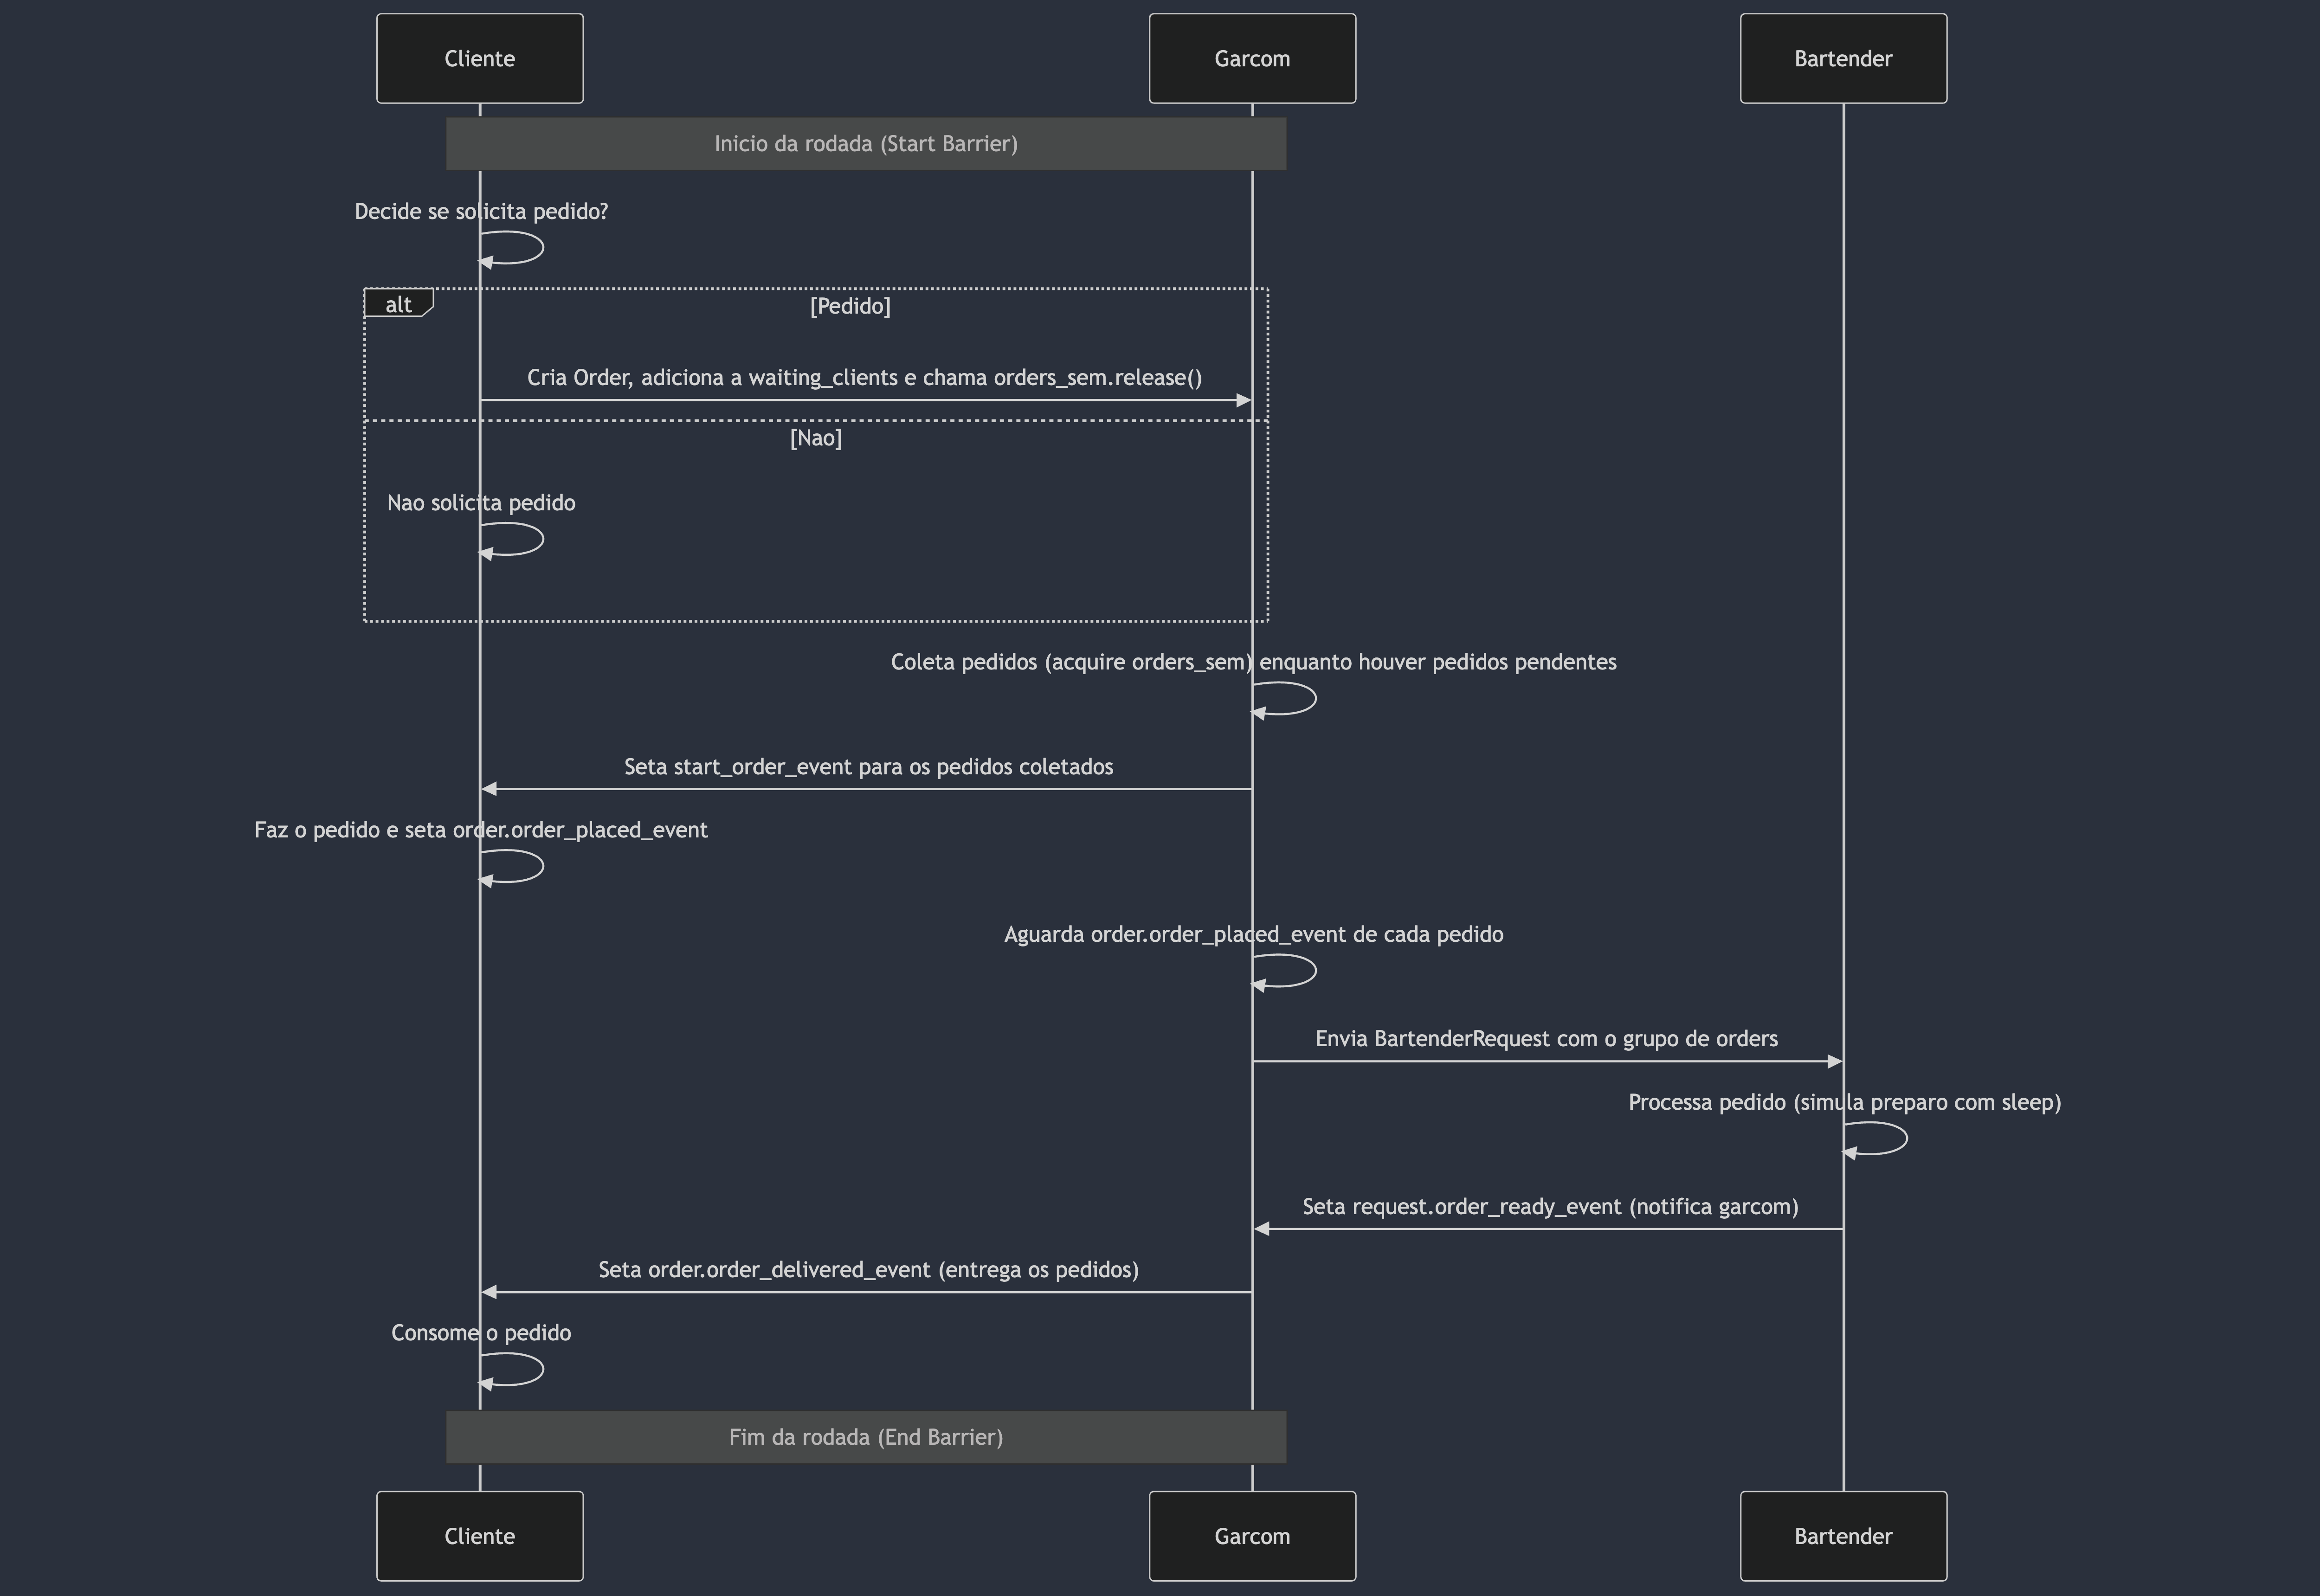 Cliente
Garcom
Bartender
Inicio da rodada (Start Barrier)
Decide se solicita pedido?
alt
[Pedido]
Cria Order, adiciona a waiting_clients e chama orders_sem.release()
[Nao]
Nao solicita pedido
Coleta pedidos (acquire orders_sem) enquanto houver pedidos pendentes
Seta start_order_event para os pedidos coletados
Faz o pedido e seta order.order_placed_event
Aguarda order.order_placed_event de cada pedido
Envia BartenderRequest com o grupo de orders
Processa pedido (simula preparo com sleep)
Seta request.order_ready_event (notifica garcom)
Seta order.order_delivered_event (entrega os pedidos)
Consome o pedido
Fim da rodada (End Barrier)
Cliente
Garcom
Bartender